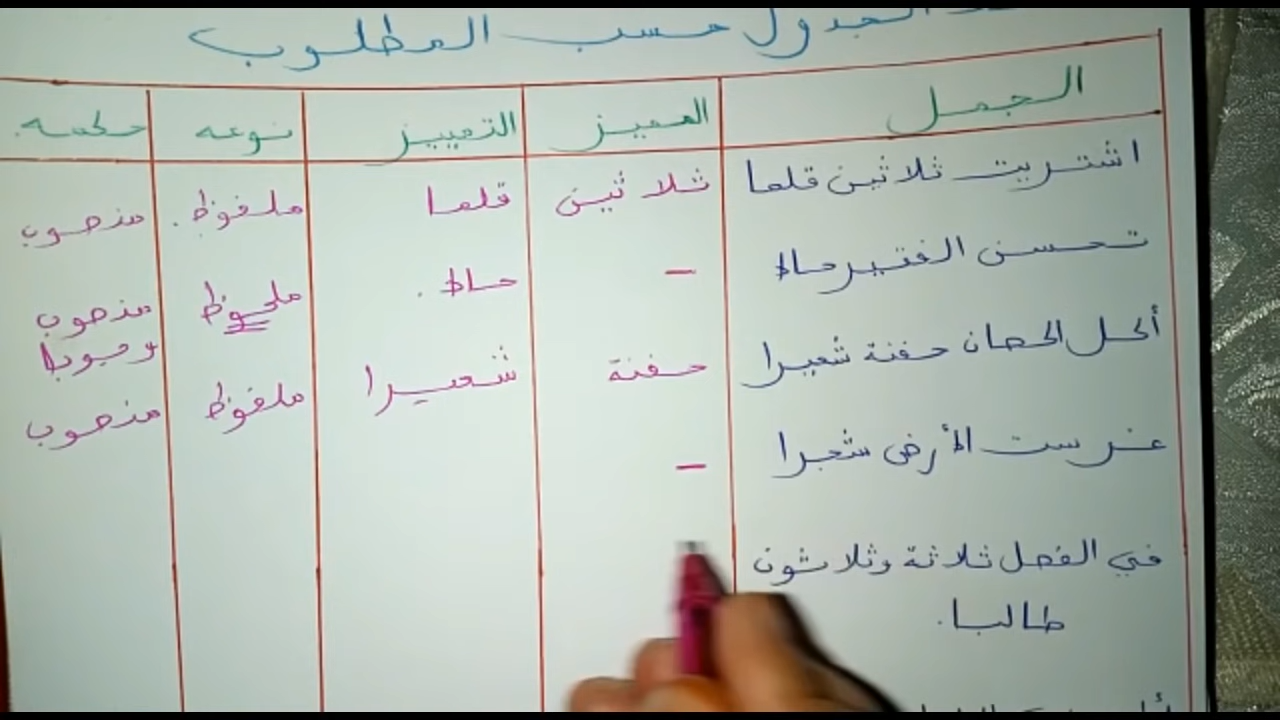 الجدول حسب المطلوب
الجمل المميز التمييز نوعه حكمه.
اشتريت ثلاثين قلما ثلاثين قلما ملفوظ. منصوب
تحسن الفقير حالا – حالا. ملحوظ منصوب وجوبا
أكل الحصان حفنة شعيرا حفنة شعيرا ملفوظ منصوب
غرست الأرض شجرا –
في الفصل ثلاثة وثلاثون
طالبا.